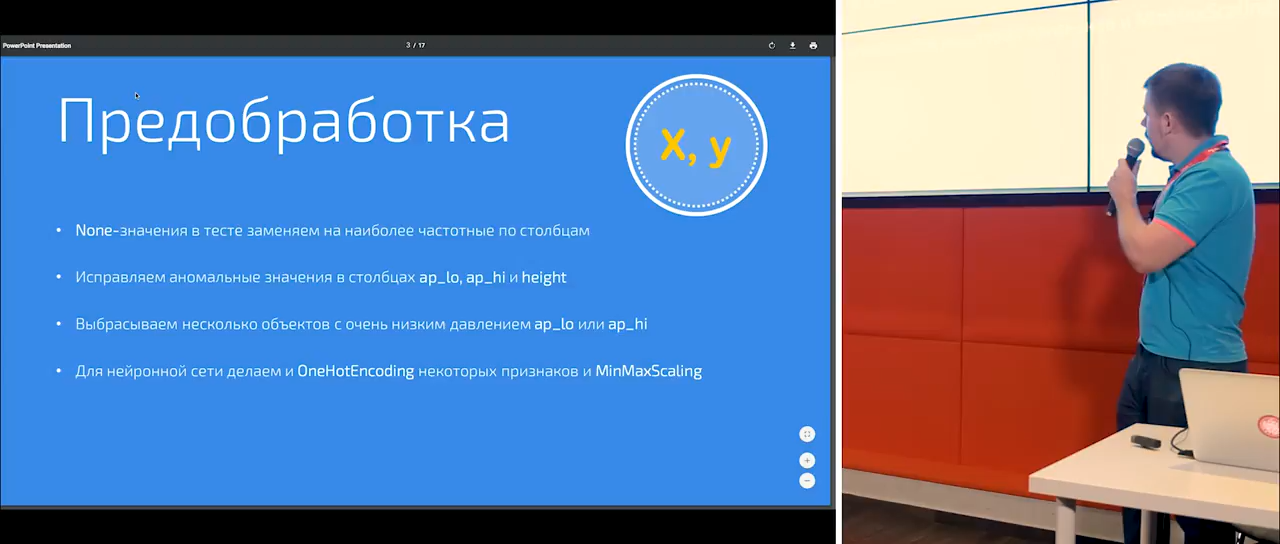 PowerPoint Presentation
3 / 17
Предобработка
X, y
• None-значения в тесте заменяем на наиболее частотные по столбцам
• Исправляем аномальные значения в столбцах ap_lo, ap_hi и height
• Выбрасываем несколько объектов с очень низким давлением ap_lo или ap_hi
• Для нейронной сети делаем и OneHotEncoding некоторых признаков и MinMaxScaling